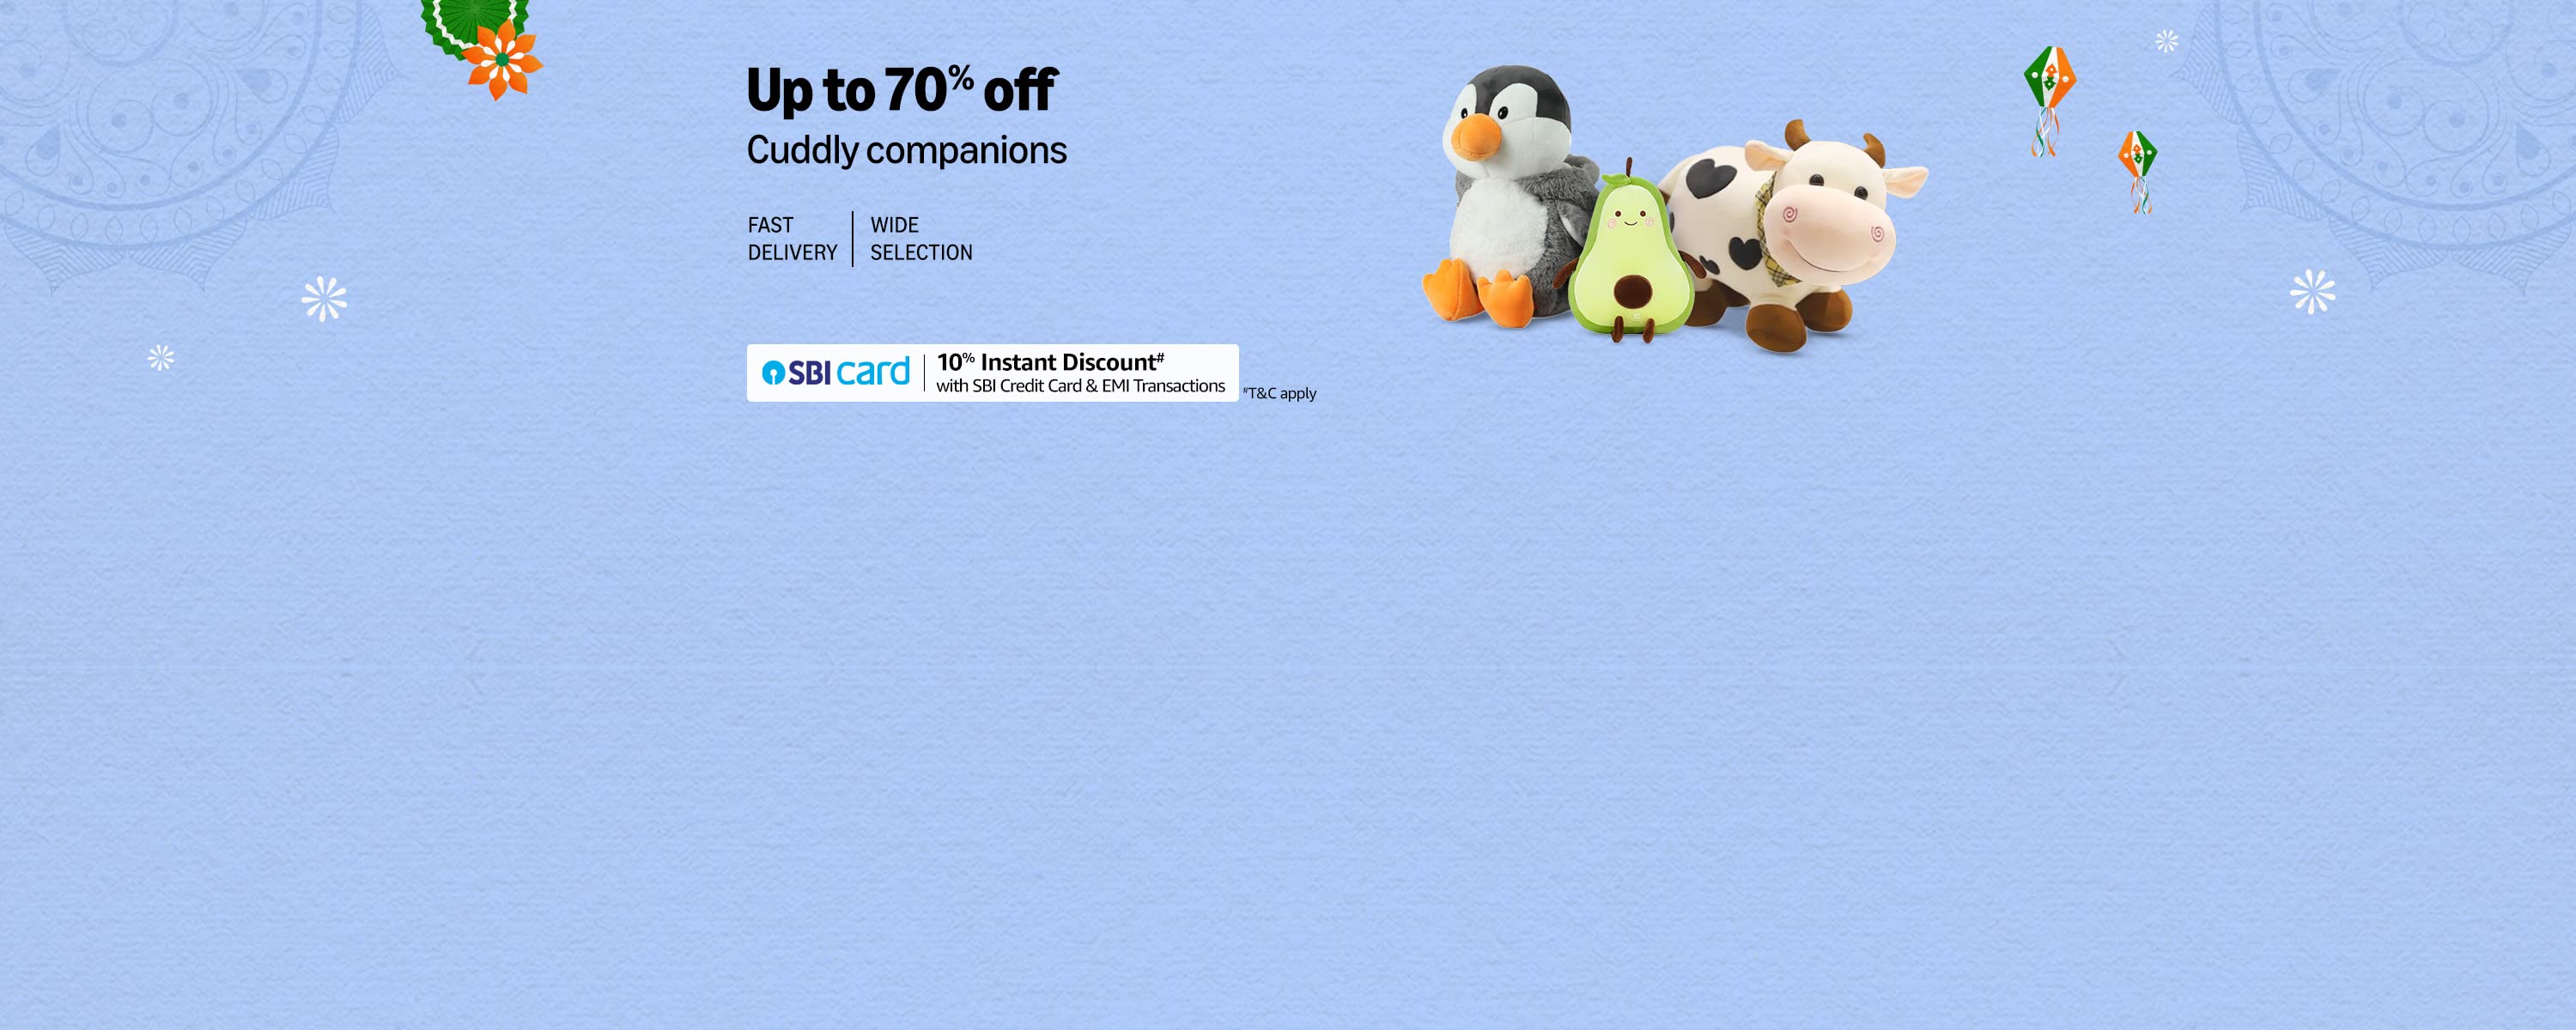 Up to 70% off
Cuddly companions
FAST
DELIVERY
WIDE
SELECTION
SBI card
10% Instant Discount#
with SBI Credit Card & EMI Transactions
#T&C apply